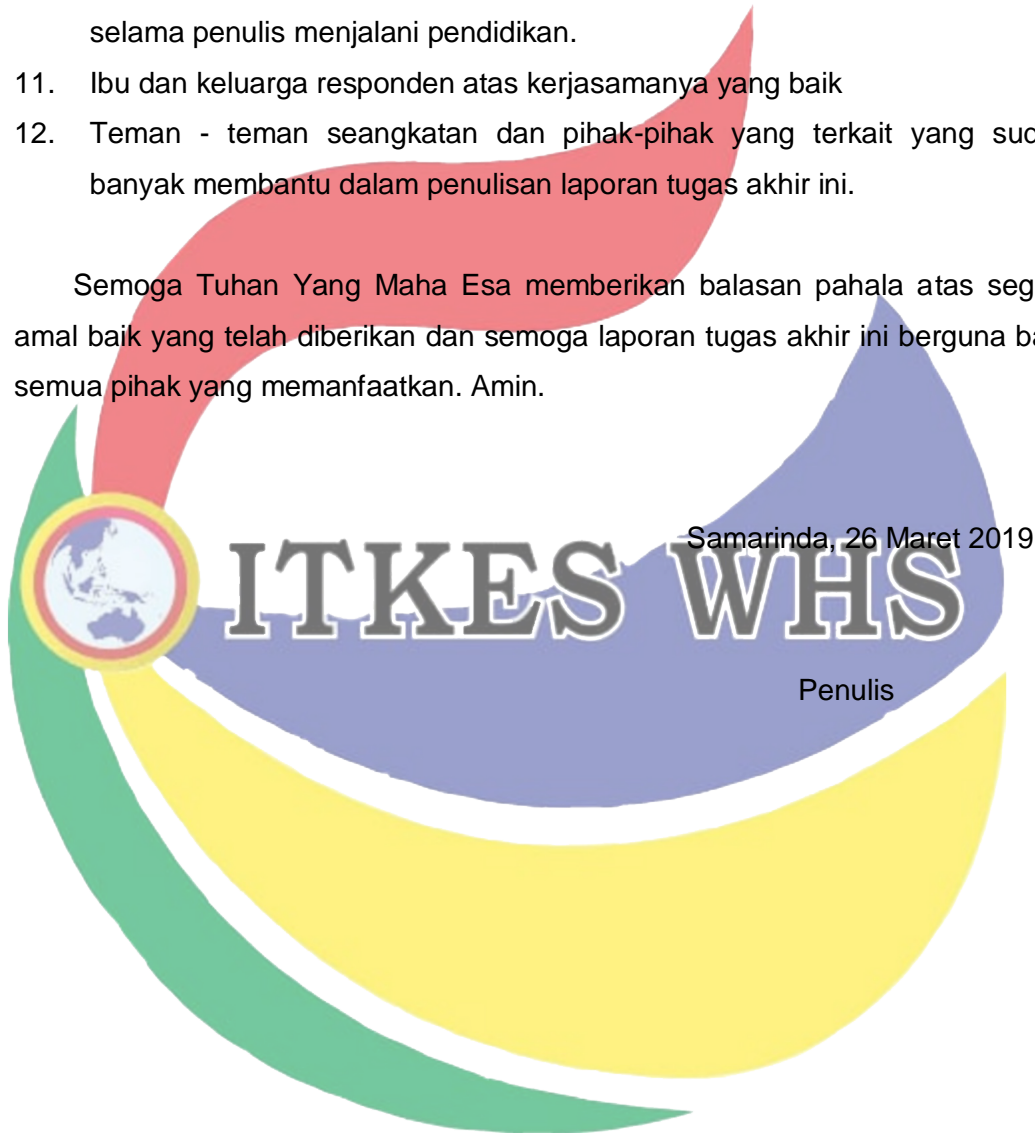 selama penulis menjalani pendidikan.
11. Ibu dan keluarga responden atas kerjasamanya yang baik
12. Teman - teman seangkatan dan pihak-pihak yang terkait yang
banyak membantu dalam penulisan laporan tugas akhir ini.
Semoga Tuhan Yang Maha Esa memberikan balasan pahala atas
amal baik yang telah diberikan dan semoga laporan tugas akhir ini berguna
semua pihak yang memanfaatkan. Amin.
Samarinda, 26 Maret 2019
ITKES WHS
Penulis